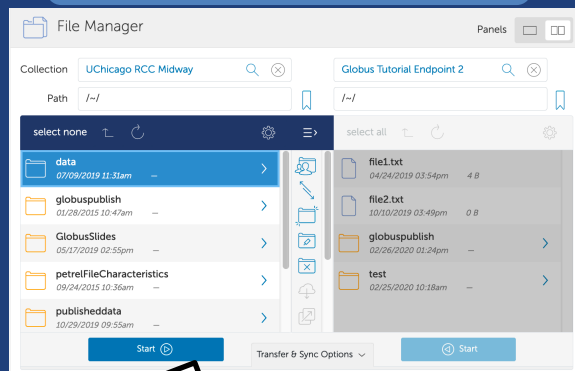 File Manager
Panels
Collection UChicago RCC Midway Globus Tutorial Endpoint 2
Path /~/ /~/
select none select all
data
07/09/2019 11:31am —
globuspublish
01/28/2015 10:47am —
GlobusSlides
05/17/2019 02:55pm —
petrelFileCharacteristics
09/24/2015 10:36am —
publisheddata
10/29/2019 09:55am —
file1.txt
04/24/2019 03:54pm 4 B
file2.txt
10/10/2019 03:49pm 0 B
globuspublish
02/26/2020 01:24pm —
test
02/25/2020 10:18am —
Start Transfer & Sync Options Start